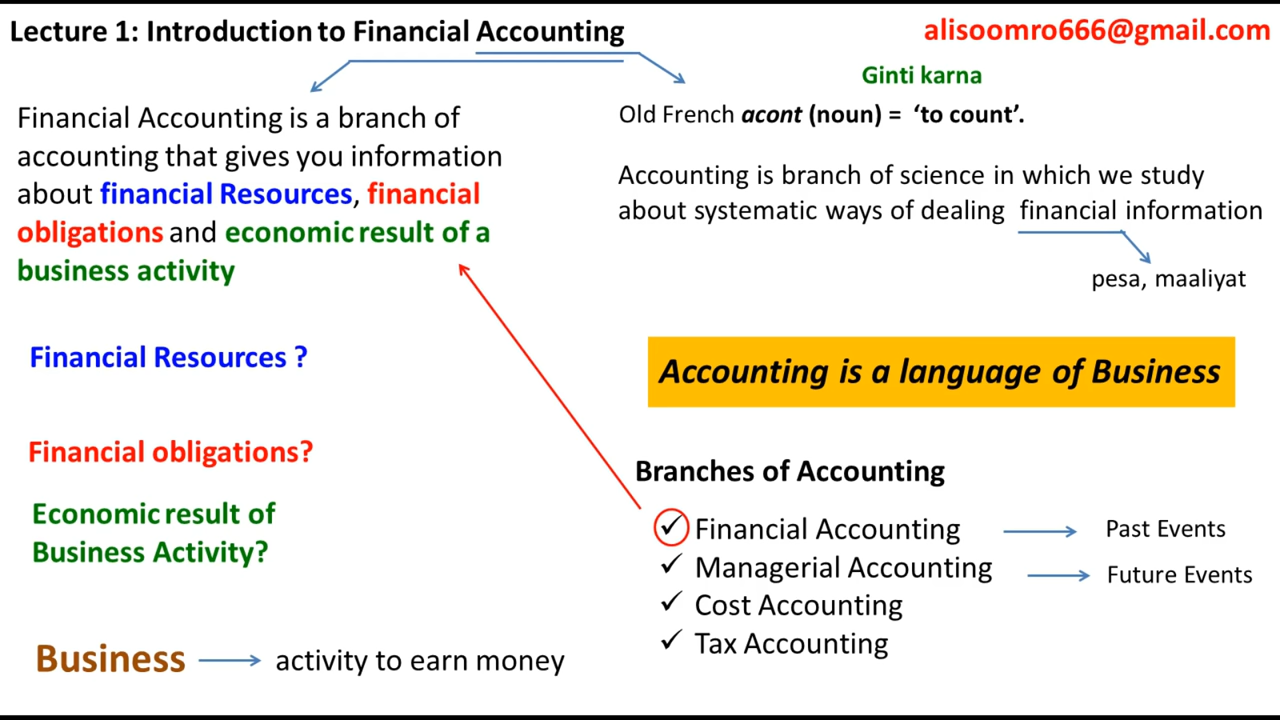 Lecture 1: Introduction to Financial Accounting
alisoomro666@gmail.com
Financial Accounting is a branch of
accounting that gives you information
about financial Resources, financial
obligations and economic result of a
business activity
Financial Resources ?
Financial obligations?
Economic result of
Business Activity?
Business
activity to earn money
Ginti karna
Old French acont (noun) = ‘to count’.
Accounting is branch of science in which we study
about systematic ways of dealing financial information
pesa, maaliyat
Accounting is a language of Business
Branches of Accounting
✓ Financial Accounting
Past Events
✓ Managerial Accounting
Future Events
✓ Cost Accounting
✓ Tax Accounting